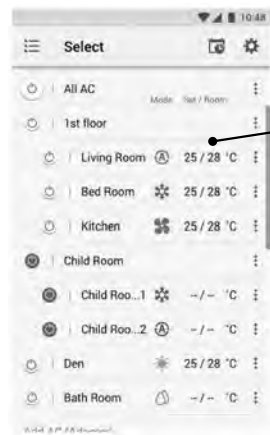 10:48
Select
All AC
Mode Set / Room
1st floor
Living Room A 25 / 28 °C
Bed Room 25 / 28 °C
Kitchen 25 / 28 °C
Child Room
Child Roo...1 -- / -- °C
Child Roo...2 A -- / -- °C
Den 25 / 28 °C
Bath Room -- / -- °C